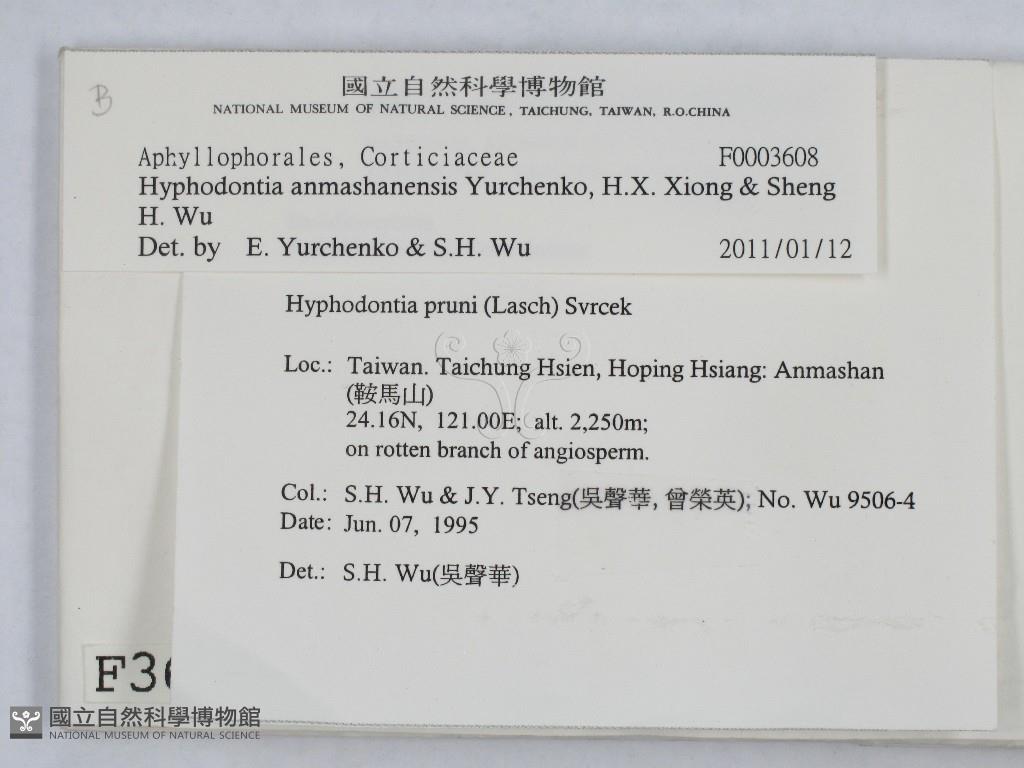 B
國立自然科學博物館
NATIONAL MUSEUM OF NATURAL SCIENCE, TAICHUNG, TAIWAN, R.O.CHINA
Aphyllophorales, Corticiaceae F0003608
Hyphodontia anmashanensis Yurchenko, H.X. Xiong & Sheng
H. Wu
Det. by E. Yurchenko & S.H. Wu 2011/01/12
Hyphodontia pruni (Lasch) Svrcek
Loc.: Taiwan. Taichung Hsien, Hoping Hsiang: Anmashan
(鞍馬山)
24.16N, 121.00E; alt. 2,250m;
on rotten branch of angiosperm.
Col.: S.H. Wu & J.Y. Tseng(吳聲華, 曾榮英); No. Wu 9506-4
Date: Jun. 07, 1995
Det.: S.H. Wu(吳聲華)
F36
國立自然科學博物館
NATIONAL MUSEUM OF NATURAL SCIENCE